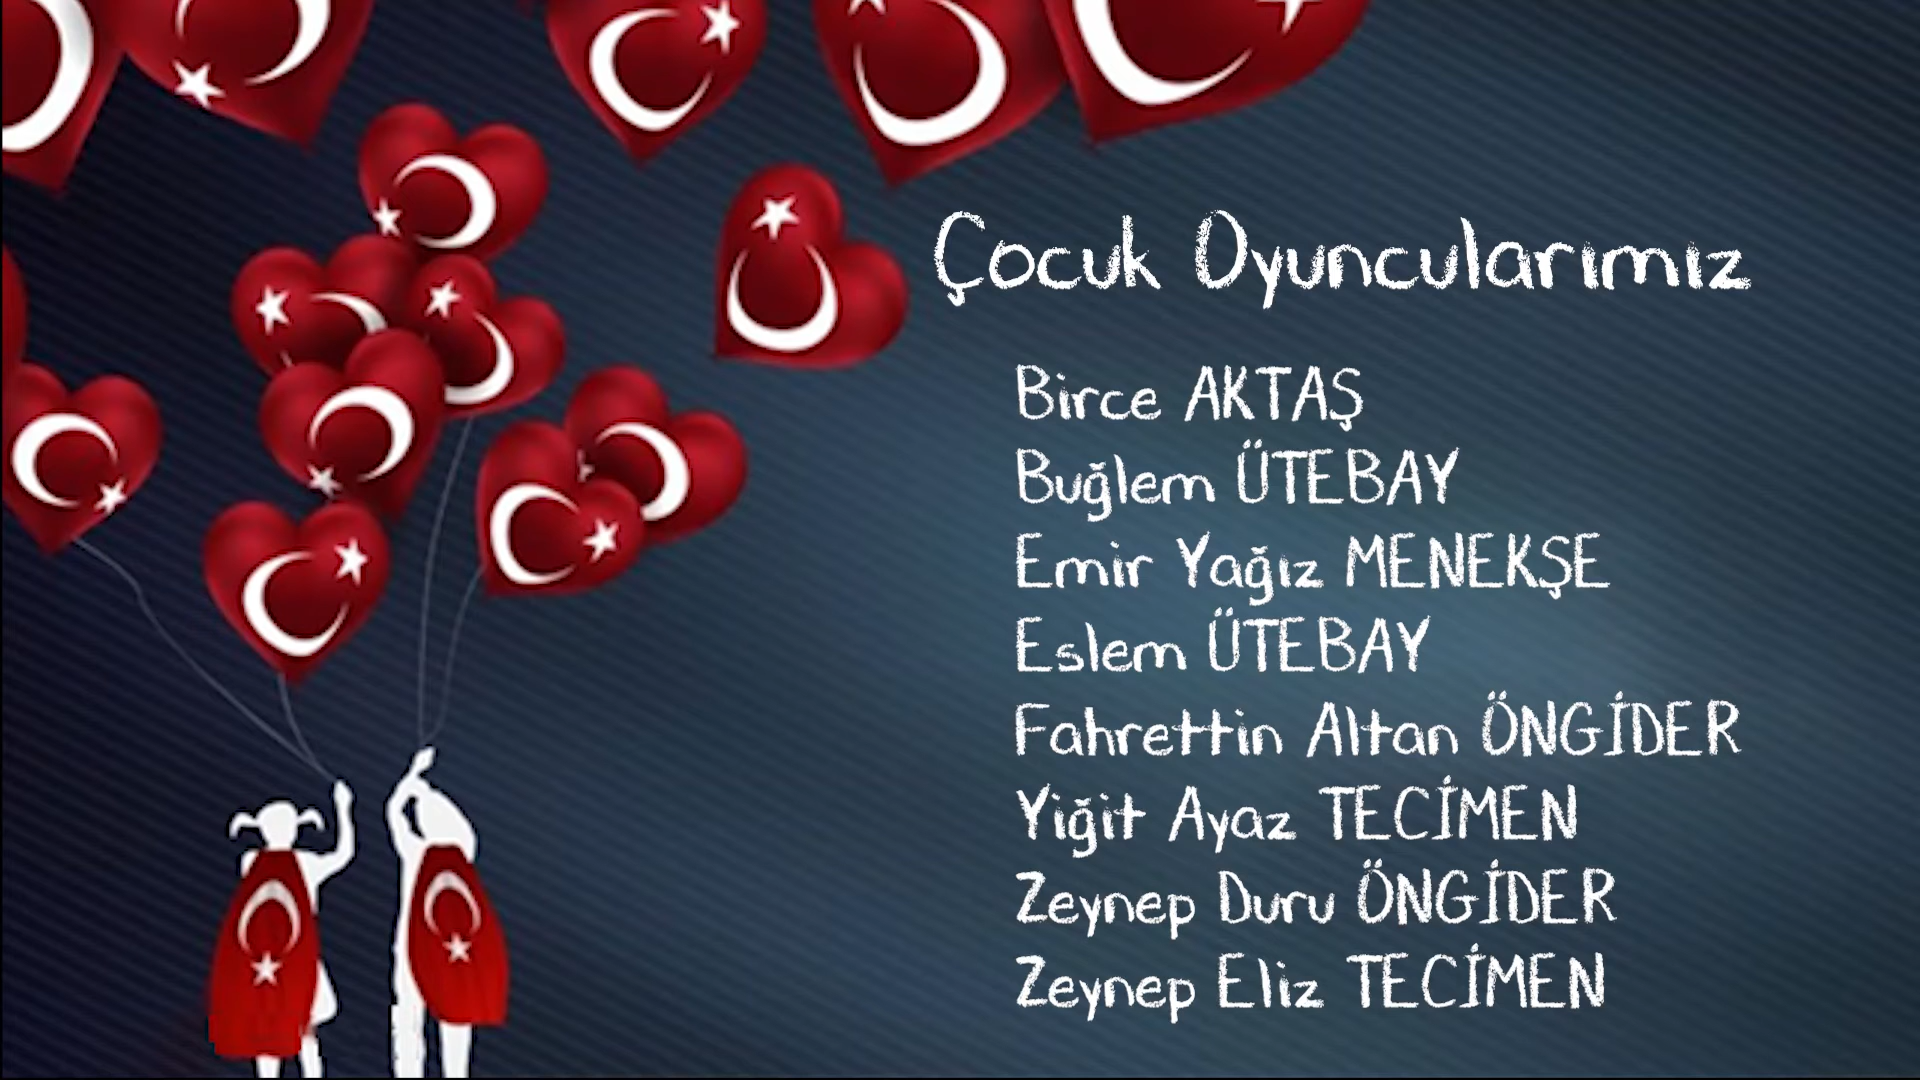 Çocuk Oyuncularımız
Birce AKTAŞ
Buğlem ÜTEBAY
Emir Yağız MENEKŞE
Eslem ÜTEBAY
Fahrettin Altan ÖNGİDER
Yiğit Ayaz TECİMEN
Zeynep Duru ÖNGİDER
Zeynep Eliz TECİMEN